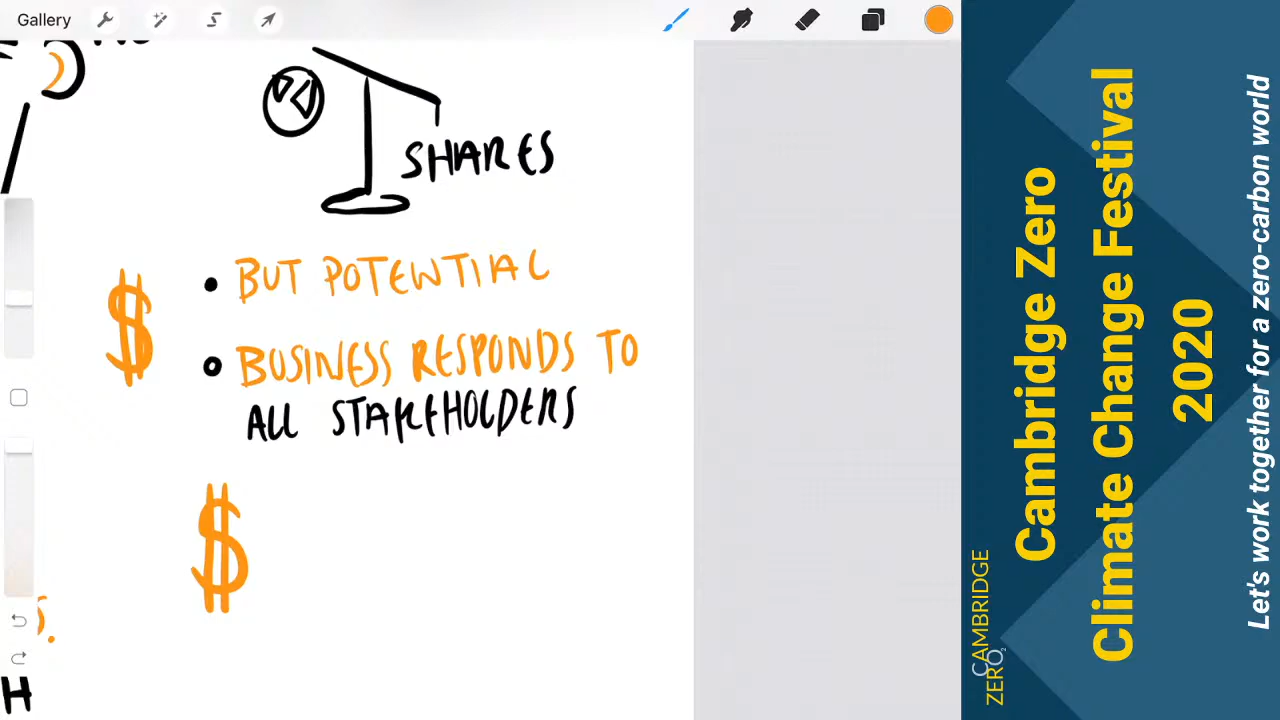 Gallery
SHARES
• BUT POTENTIAL
$
• BUSINESS RESPONDS TO
ALL STAKEHOLDERS
$
S.
H
Cambridge Zero
Climate Change Festival
2020
Let's work together for a zero-carbon world
CAMBRIDGE
ZERO₂